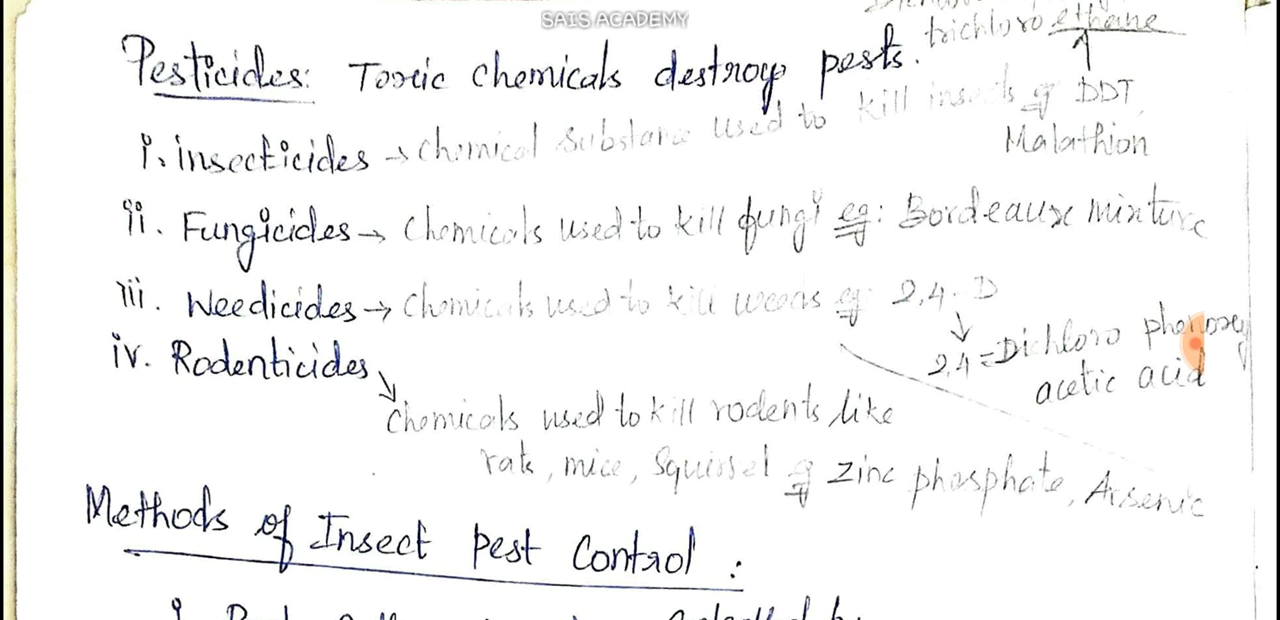 SAIS ACADEMY
trichloro ethane
Pesticides: Toxic chemicals destroy pests.
i. insecticides → chemical substance used to kill insects eg DDT,
Malathion
ii. Fungicides → chemicals used to kill fungi eg: Bordeaux mixture
iii. Weedicides → chemicals used to kill weeds eg: 2,4-D
2,4 = Dichloro phenoxy
acetic acid
iv. Rodenticides
chemicals used to kill rodents like
rats, mice, Squirrel eg Zinc phosphate, Arsenic
Methods of Insect pest Control :